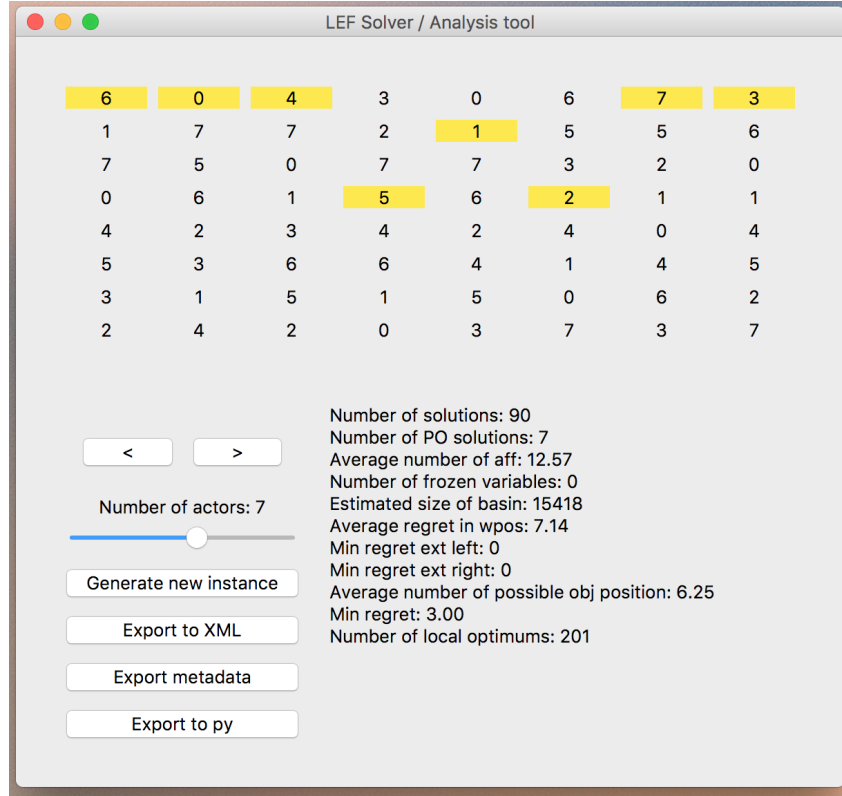 LEF Solver / Analysis tool
6 0 4 3 0 6 7 3
1 7 7 2 1 5 5 6
7 5 0 7 7 3 2 0
0 6 1 5 6 2 1 1
4 2 3 4 2 4 0 4
5 3 6 6 4 1 4 5
3 1 5 1 5 0 6 2
2 4 2 0 3 7 3 7
< >
Number of actors: 7
Generate new instance
Export to XML
Export metadata
Export to py
Number of solutions: 90
Number of PO solutions: 7
Average number of aff: 12.57
Number of frozen variables: 0
Estimated size of basin: 15418
Average regret in wpos: 7.14
Min regret ext left: 0
Min regret ext right: 0
Average number of possible obj position: 6.25
Min regret: 3.00
Number of local optimums: 201